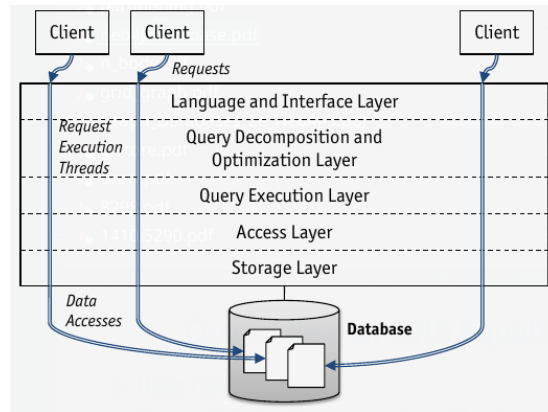 Client
Client
Client
Requests
Language and Interface Layer
Request
Execution
Threads
Query Decomposition and
Optimization Layer
Query Execution Layer
Access Layer
Storage Layer
Data
Accesses
Database